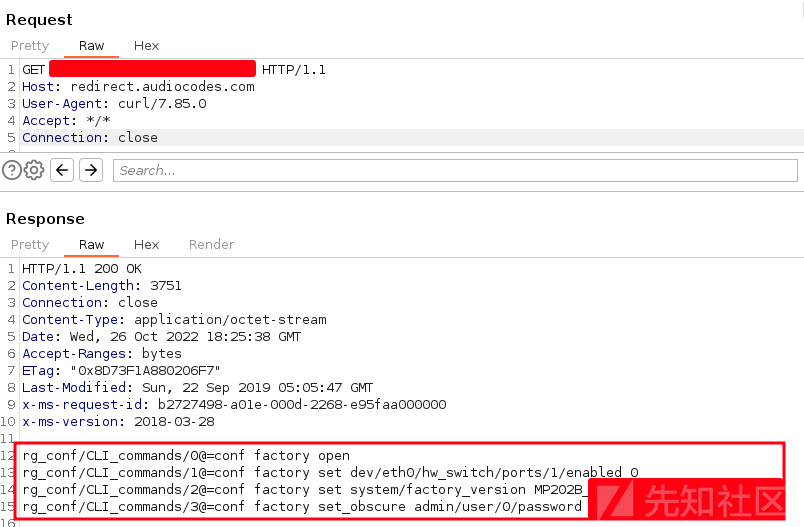 Request
Pretty Raw Hex
1 GET HTTP/1.1
2 Host: redirect.audiocodes.com
3 User-Agent: curl/7.85.0
4 Accept: */*
5 Connection: close
Search...
Response
Pretty Raw Hex Render
1 HTTP/1.1 200 OK
2 Content-Length: 3751
3 Connection: close
4 Content-Type: application/octet-stream
5 Date: Wed, 26 Oct 2022 18:25:38 GMT
6 Accept-Ranges: bytes
7 ETag: "0x8D73F1A880206F7"
8 Last-Modified: Sun, 22 Sep 2019 05:05:47 GMT
9 x-ms-request-id: b2727498-a01e-000d-2268-e95faa000000
10 x-ms-version: 2018-03-28
11
12 rg_conf/CLI_commands/0@=conf factory open
13 rg_conf/CLI_commands/1@=conf factory set dev/eth0/hw_switch/ports/1/enabled 0
14 rg_conf/CLI_commands/2@=conf factory set system/factory_version MP202B_
15 rg_conf/CLI_commands/3@=conf factory set_obscure admin/user/0/password
先知社区
16